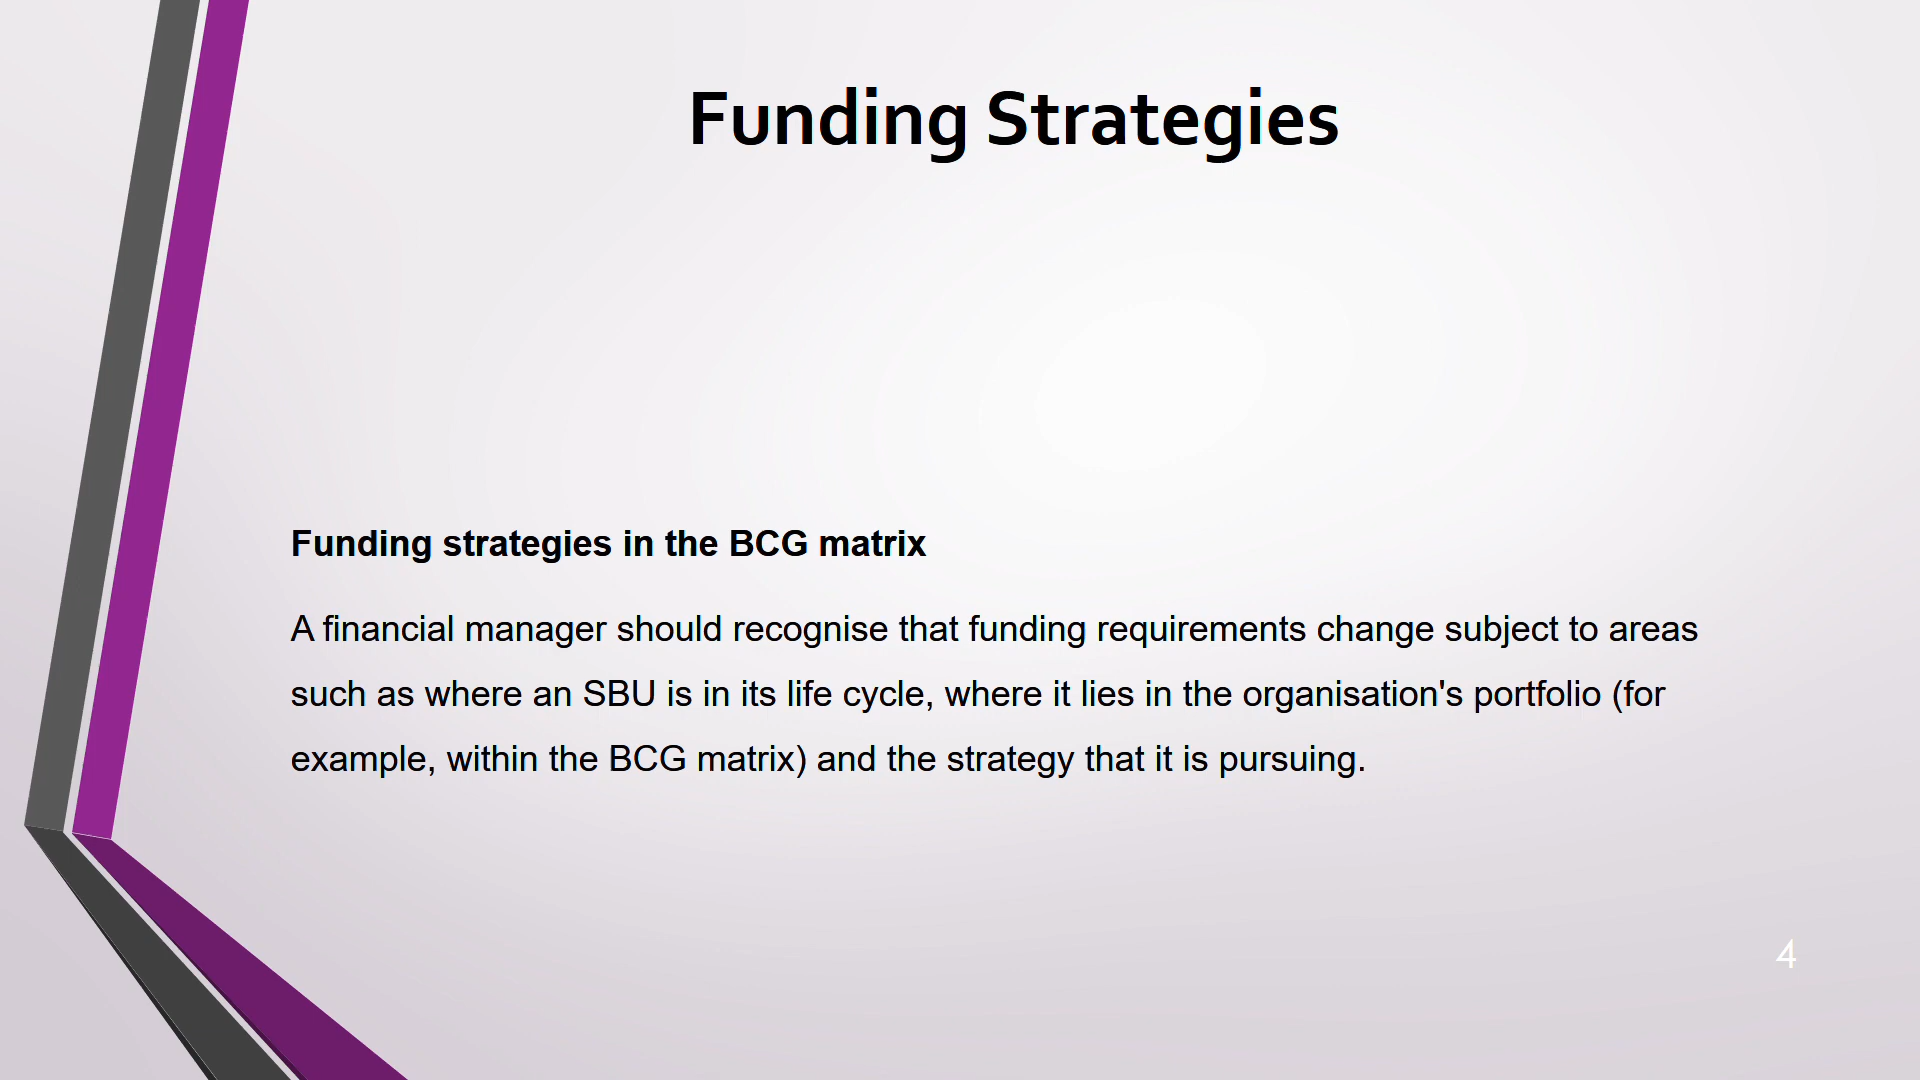 Funding Strategies
Funding strategies in the BCG matrix
A financial manager should recognise that funding requirements change subject to areas
such as where an SBU is in its life cycle, where it lies in the organisation's portfolio (for
example, within the BCG matrix) and the strategy that it is pursuing.
4